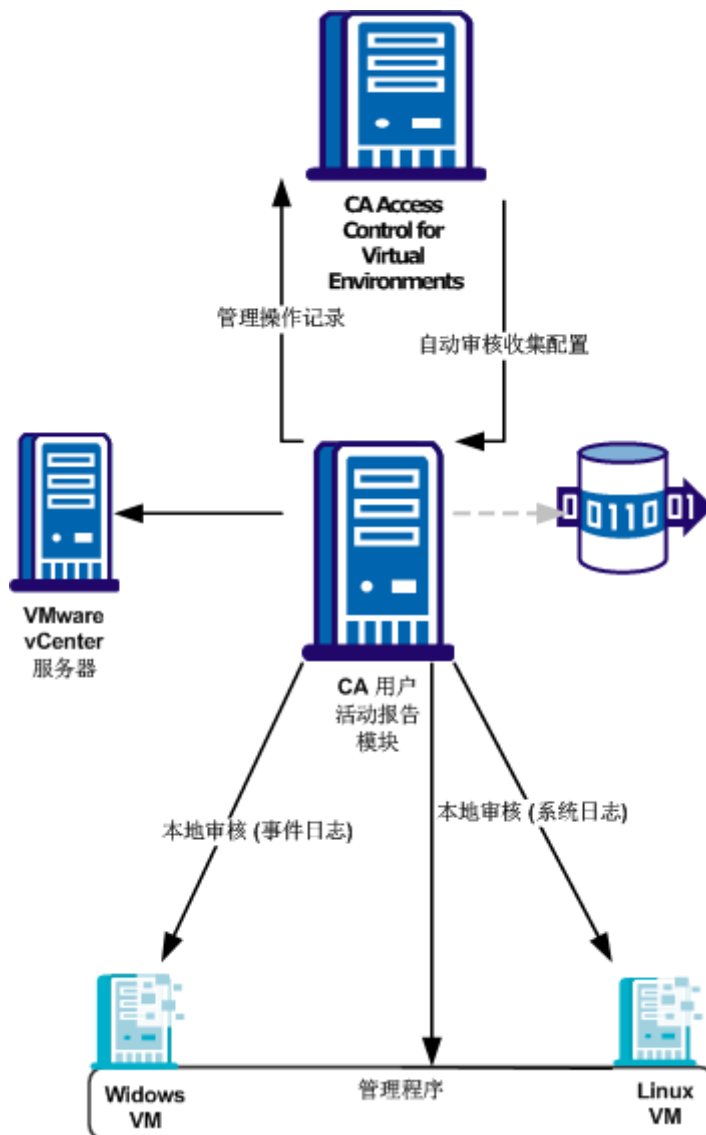 CA Access
Control for
Virtual
Environments
管理操作记录
自动审核收集配置
0 0110 01
VMware
vCenter
服务器
CA 用户
活动报告
模块
本地审核 (事件日志)
本地审核 (系统日志)
管理程序
Widows
VM
Linux
VM